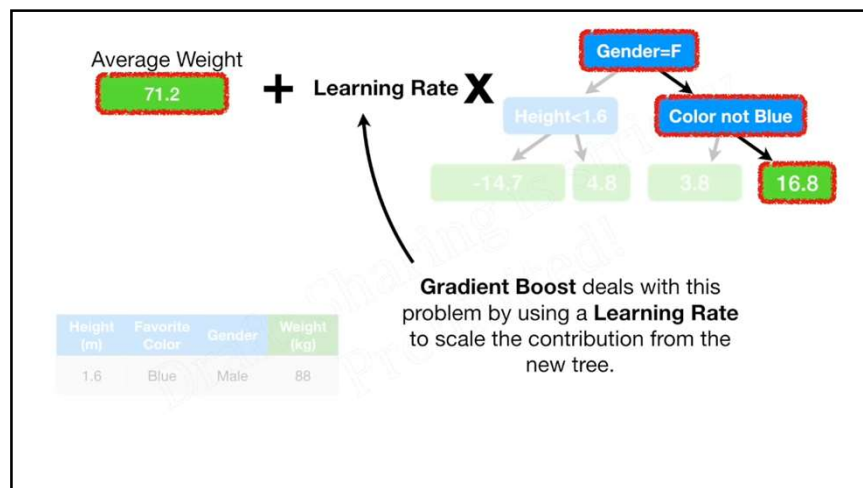 Average Weight
71.2
+ Learning Rate X
Gender=F
Height<1.6
Color not Blue
-14.7
4.8
3.8
16.8
Gradient Boost deals with this
problem by using a Learning Rate
to scale the contribution from the
new tree.
Height (m) Favorite Color Gender Weight (kg)
1.6 Blue Male 88